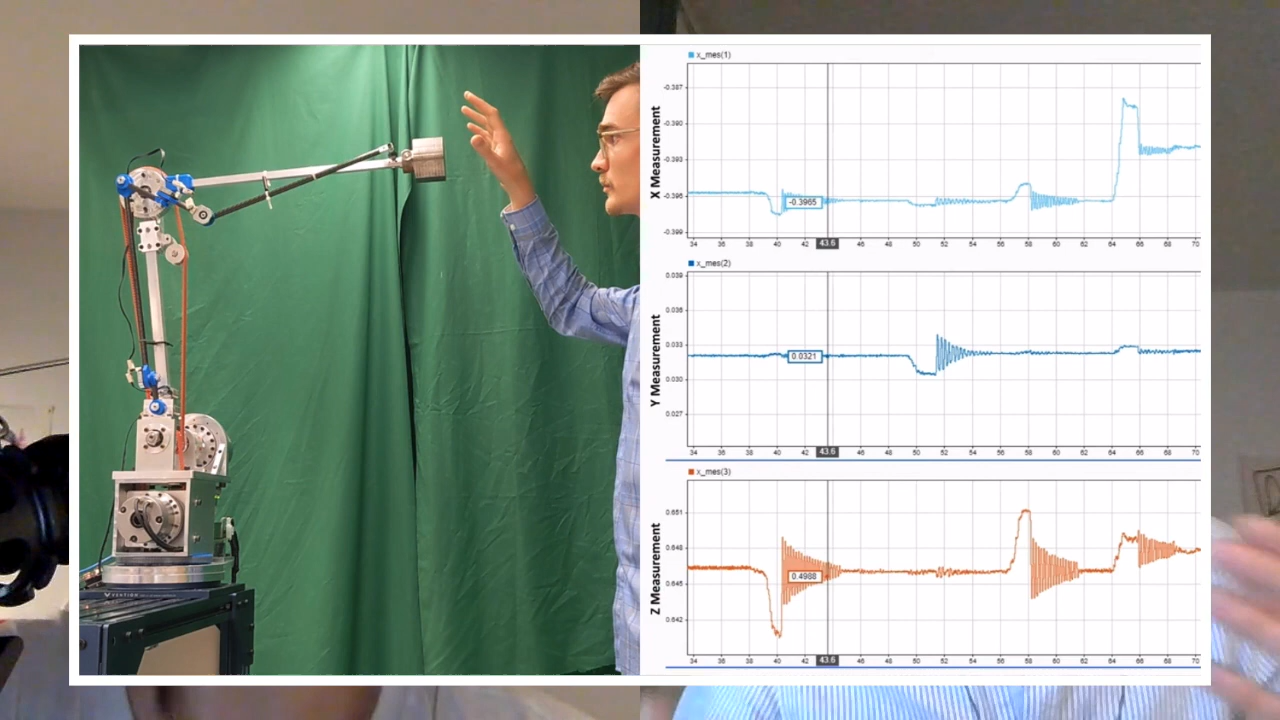 x_mes(1)
X Measurement
-0.387
-0.390
-0.393
-0.396
-0.399
-0.3965
34 36 38 40 42 43.6 46 48 50 52 54 56 58 60 62 64 66 68 70
x_mes(2)
Y Measurement
0.039
0.036
0.033
0.030
0.027
0.0321
34 36 38 40 42 43.6 46 48 50 52 54 56 58 60 62 64 66 68 70
x_mes(3)
Z Measurement
0.651
0.648
0.645
0.642
0.4988
34 36 38 40 42 43.6 46 48 50 52 54 56 58 60 62 64 66 68 70